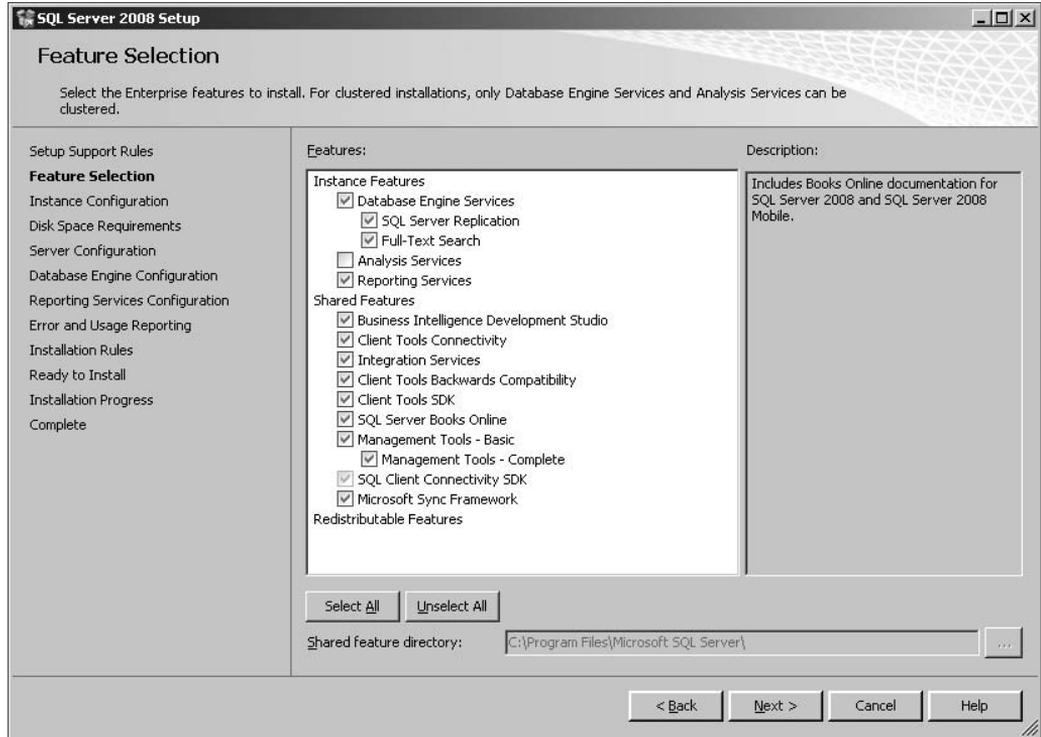 SQL Server 2008 Setup
Feature Selection
Select the Enterprise features to install. For clustered installations, only Database Engine Services and Analysis Services can be
clustered.
Setup Support Rules
Feature Selection
Instance Configuration
Disk Space Requirements
Server Configuration
Database Engine Configuration
Reporting Services Configuration
Error and Usage Reporting
Installation Rules
Ready to Install
Installation Progress
Complete
Features:
Instance Features
Database Engine Services
SQL Server Replication
Full-Text Search
Analysis Services
Reporting Services
Shared Features
Business Intelligence Development Studio
Client Tools Connectivity
Integration Services
Client Tools Backwards Compatibility
Client Tools SDK
SQL Server Books Online
Management Tools - Basic
Management Tools - Complete
SQL Client Connectivity SDK
Microsoft Sync Framework
Redistributable Features
Description:
Includes Books Online documentation for
SQL Server 2008 and SQL Server 2008
Mobile.
Select All
Unselect All
Shared feature directory:
C:\Program Files\Microsoft SQL Server\
...
< Back
Next >
Cancel
Help